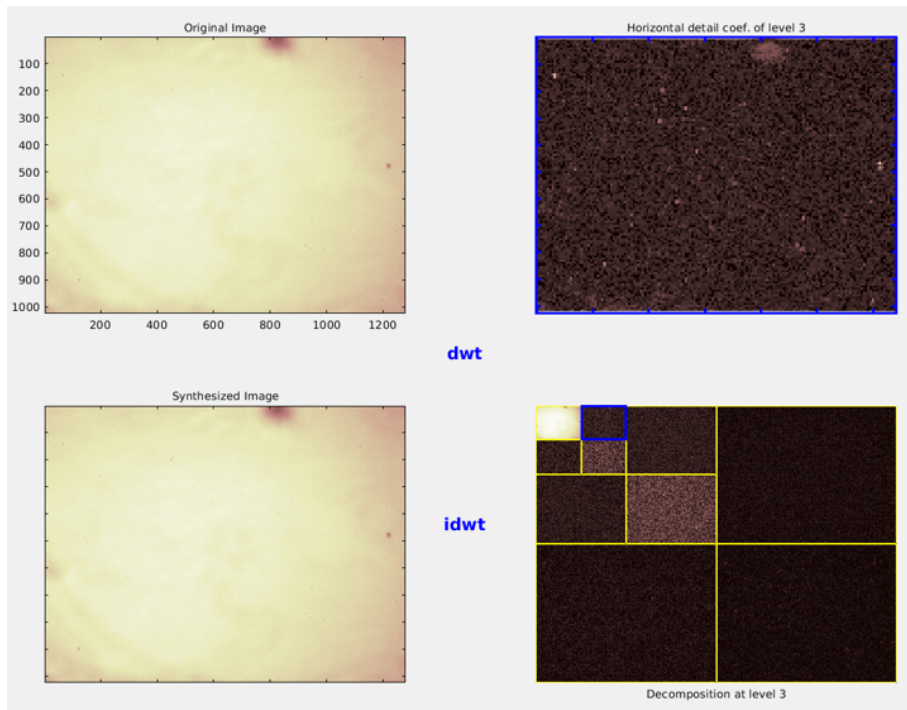 Original Image
Horizontal detail coef. of level 3
100
200
300
400
500
600
700
800
900
1000
200 400 600 800 1000 1200
dwt
Synthesized Image
idwt
Decomposition at level 3